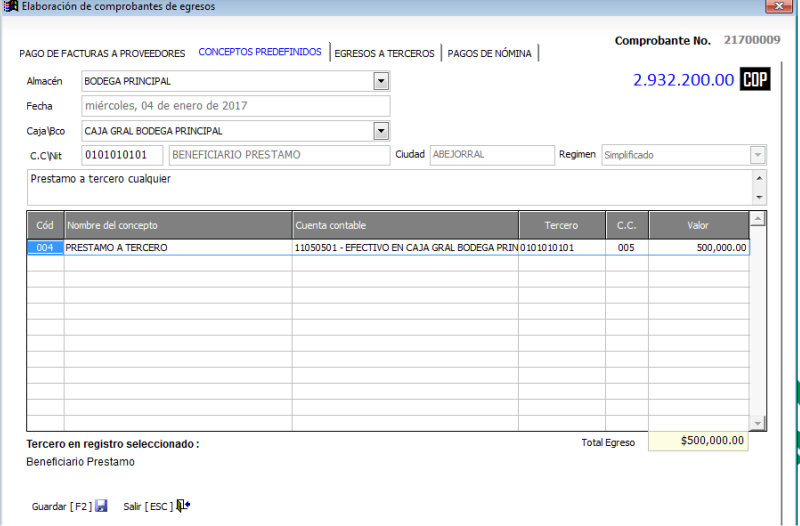 Elaboración de comprobantes de egresos
Comprobante No. 21700009
PAGO DE FACTURAS A PROVEEDORES CONCEPTOS PREDEFINIDOS EGRESOS A TERCEROS PAGOS DE NÓMINA
Almacén BODEGA PRINCIPAL 2.932.200.00 COP
Fecha miércoles, 04 de enero de 2017
Caja\Bco CAJA GRAL BODEGA PRINCIPAL
C.C\Nit 0101010101 BENEFICIARIO PRESTAMO Ciudad ABEJORRAL Regimen Simplificado
Prestamo a tercero cualquier
Cód Nombre del concepto Cuenta contable Tercero C.C. Valor
004 PRESTAMO A TERCERO 11050501 - EFECTIVO EN CAJA GRAL BODEGA PRIN 0101010101 005 500,000.00
Tercero en registro seleccionado : Total Egreso $500,000.00
Beneficiario Prestamo
Guardar [ F2 ] Salir [ ESC ]